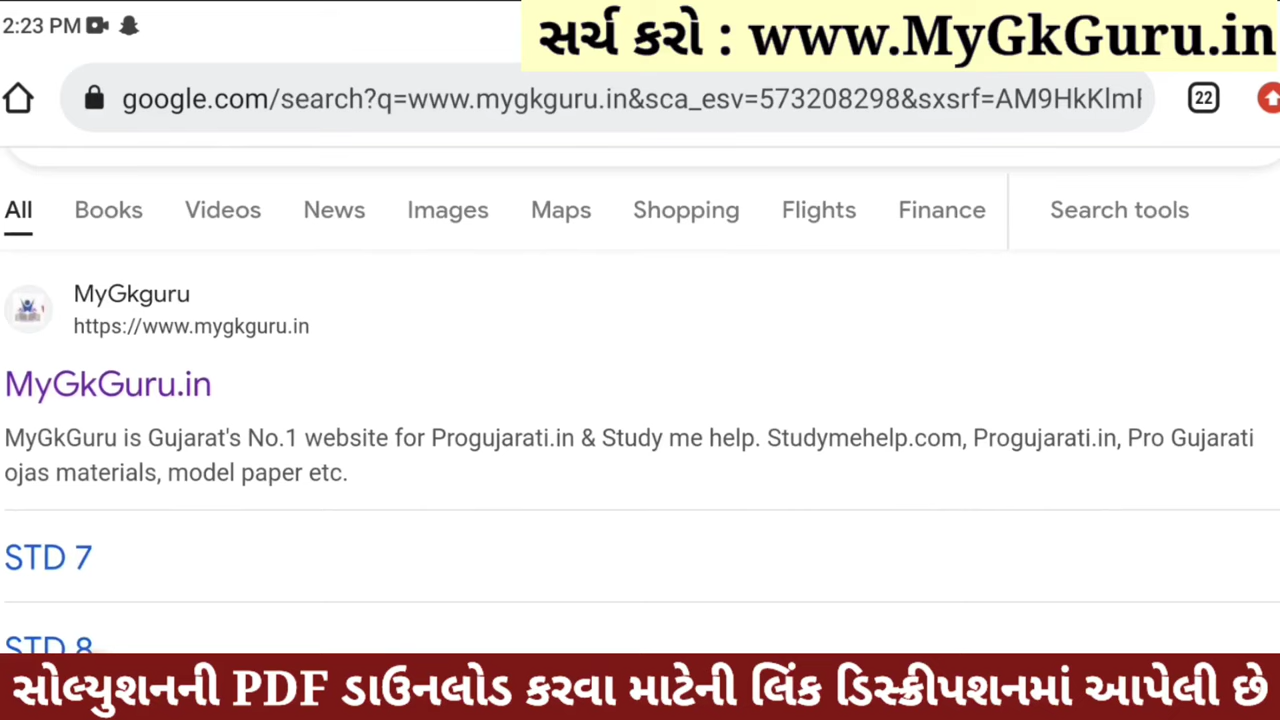 2:23 PM
સર્ચ કરો : www.MyGkGuru.in
google.com/search?q=www.mygkguru.in&sca_esv=573208298&sxsrf=AM9HkKlm
22
All Books Videos News Images Maps Shopping Flights Finance Search tools
MyGkguru
https://www.mygkguru.in
MyGkGuru.in
MyGkGuru is Gujarat's No.1 website for Progujarati.in & Study me help. Studymehelp.com, Progujarati.in, Pro Gujarati
ojas materials, model paper etc.
STD 7
STD 8
સોલ્યુશનની PDF ડાઉનલોડ કરવા માટેની લિંક ડિસ્ક્રીપશનમાં આપેલી છે